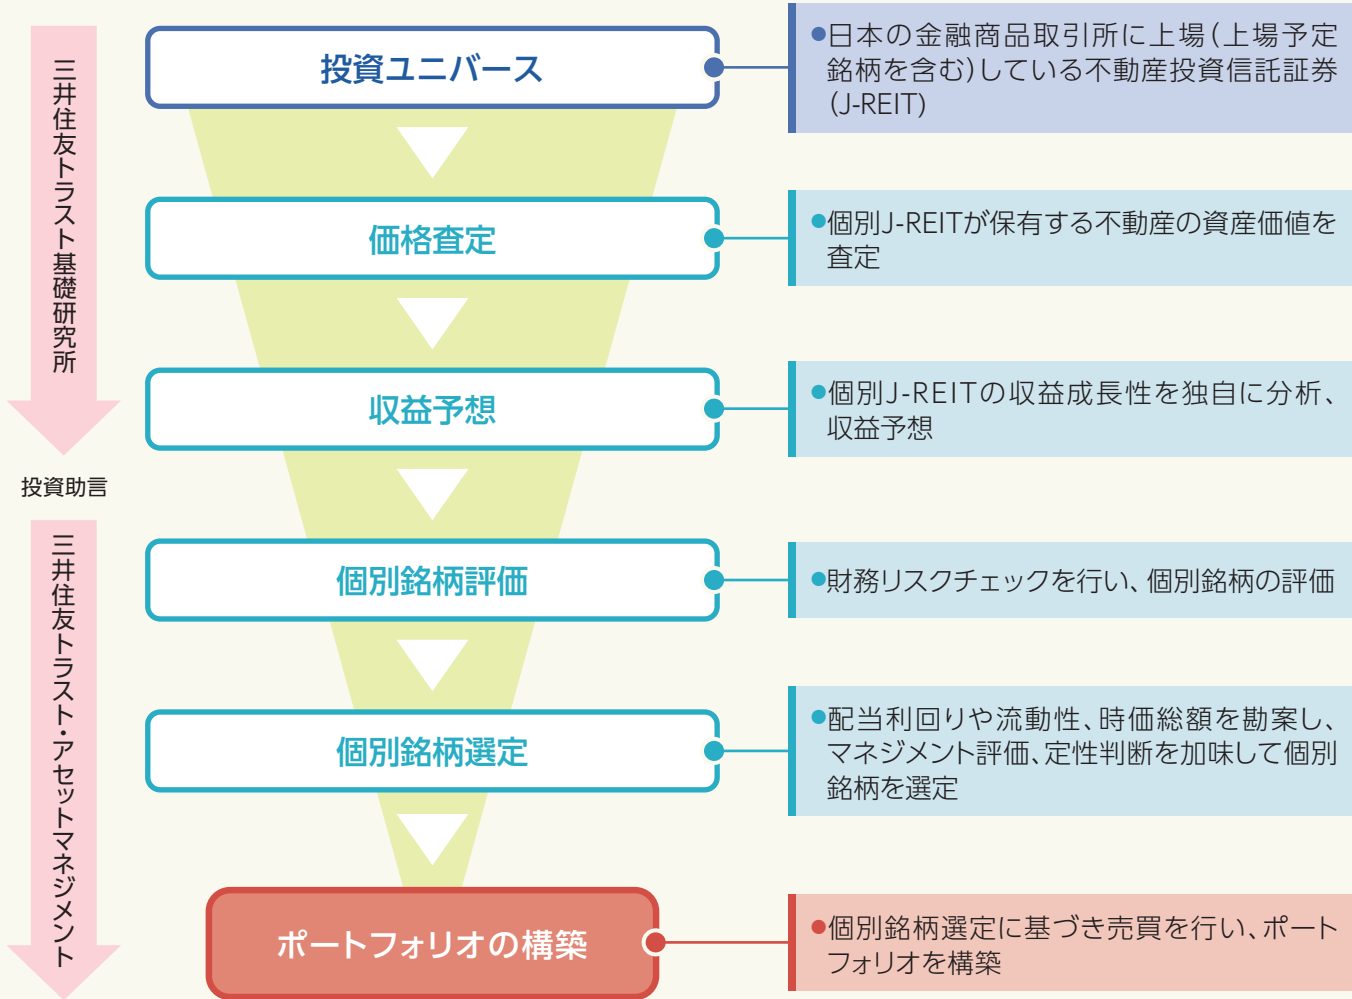 三井住友トラスト基礎研究所
投資助言
三井住友トラスト・アセットマネジメント
投資ユニバース
●日本の金融商品取引所に上場(上場予定
銘柄を含む)している不動産投資信託証券
(J-REIT)
価格査定
●個別J-REITが保有する不動産の資産価値を
査定
収益予想
●個別J-REITの収益成長性を独自に分析、
収益予想
個別銘柄評価
●財務リスクチェックを行い、個別銘柄の評価
個別銘柄選定
●配当利回りや流動性、時価総額を勘案し、
マネジメント評価、定性判断を加味して個別
銘柄を選定
ポートフォリオの構築
●個別銘柄選定に基づき売買を行い、ポート
フォリオを構築